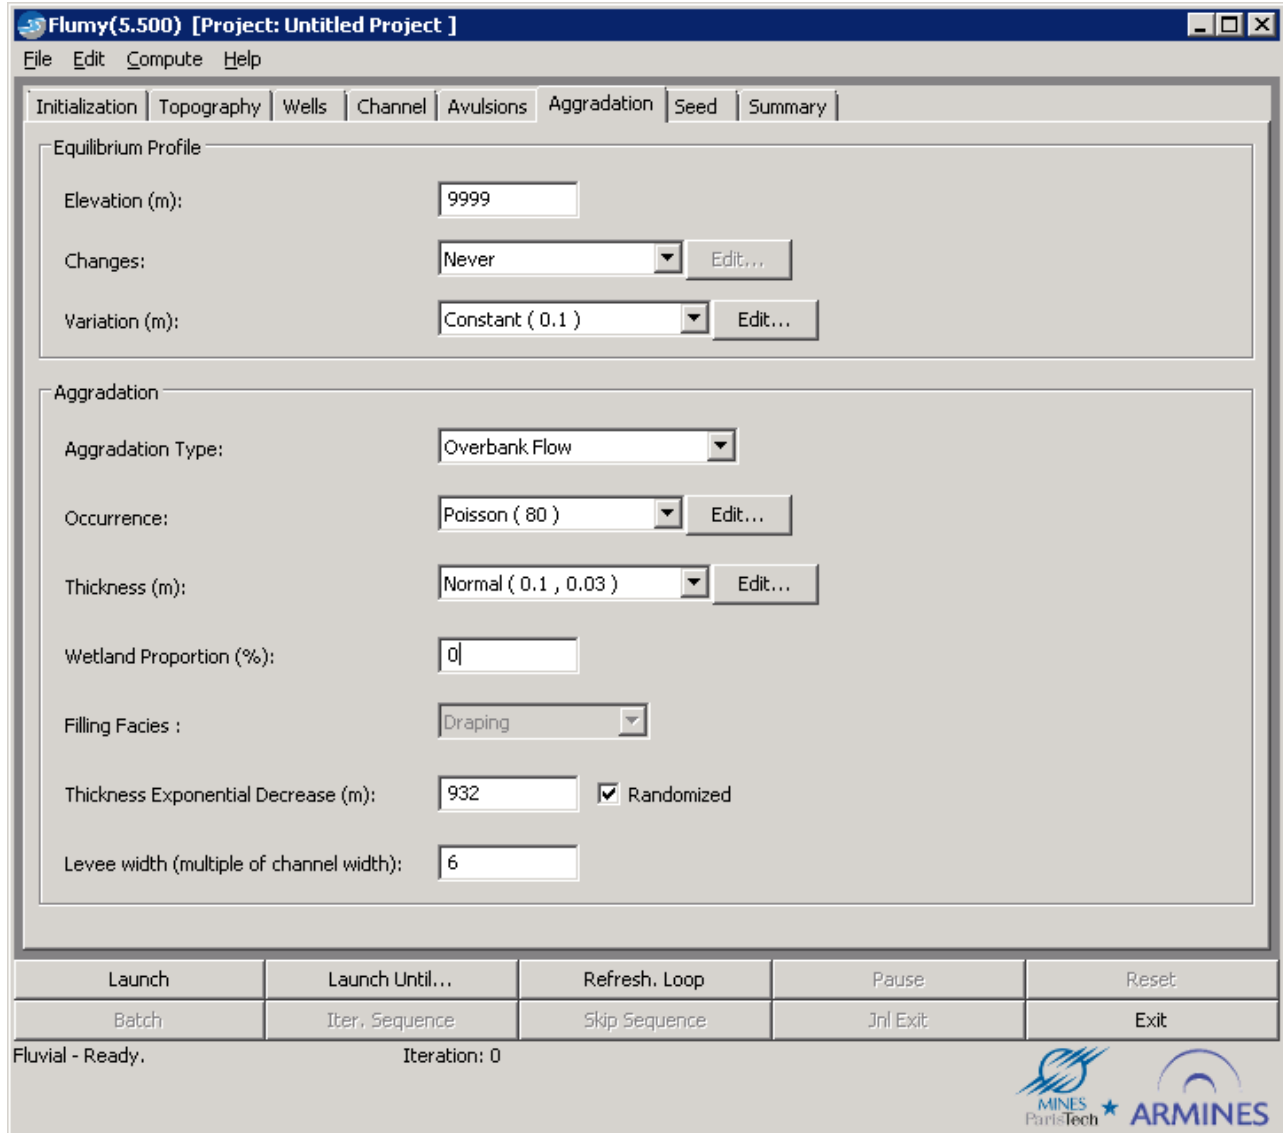 Flumy(5.500) [Project: Untitled Project ]
File Edit Compute Help
Initialization Topography Wells Channel Avulsions Aggradation Seed Summary
Equilibrium Profile
Elevation (m): 9999
Changes: Never Edit...
Variation (m): Constant ( 0.1 ) Edit...
Aggradation
Aggradation Type: Overbank Flow
Occurrence: Poisson ( 80 ) Edit...
Thickness (m): Normal ( 0.1 , 0.03 ) Edit...
Wetland Proportion (%): 0
Filling Facies : Draping
Thickness Exponential Decrease (m): 932 Randomized
Levee width (multiple of channel width): 6
Launch Launch Until... Refresh. Loop Pause Reset
Batch Iter. Sequence Skip Sequence Jnl Exit Exit
Fluvial - Ready. Iteration: 0
MINES
ParisTech ARMINES